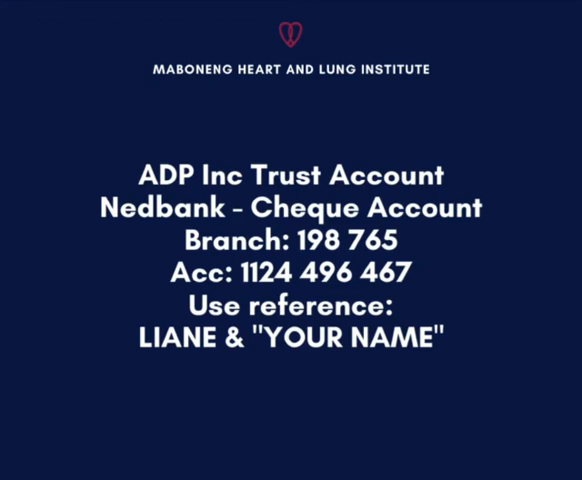 MABONENG HEART AND LUNG INSTITUTE
ADP Inc Trust Account
Nedbank - Cheque Account
Branch: 198 765
Acc: 1124 496 467
Use reference:
LIANE & "YOUR NAME"